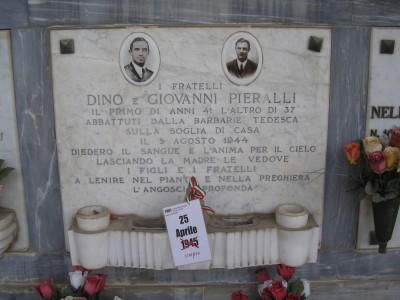 I FRATELLI
DINO E GIOVANNI PIERALLI
IL PRIMO DI ANNI 41 L'ALTRO DI 37
ABBATTUTI DALLA BARBARIE TEDESCA
SULLA SOGLIA DI CASA
IL 3 AGOSTO 1944
DIEDERO IL SANGUE E L'ANIMA PER IL CIELO
LASCIANDO LA MADRE LE VEDOVE
I FIGLI E I FRATELLI
A LENIRE NEL PIANTO E NELLA PREGHIERA
L'ANGOSCIA PROFONDA
25
Aprile
1945
sempre
NEL